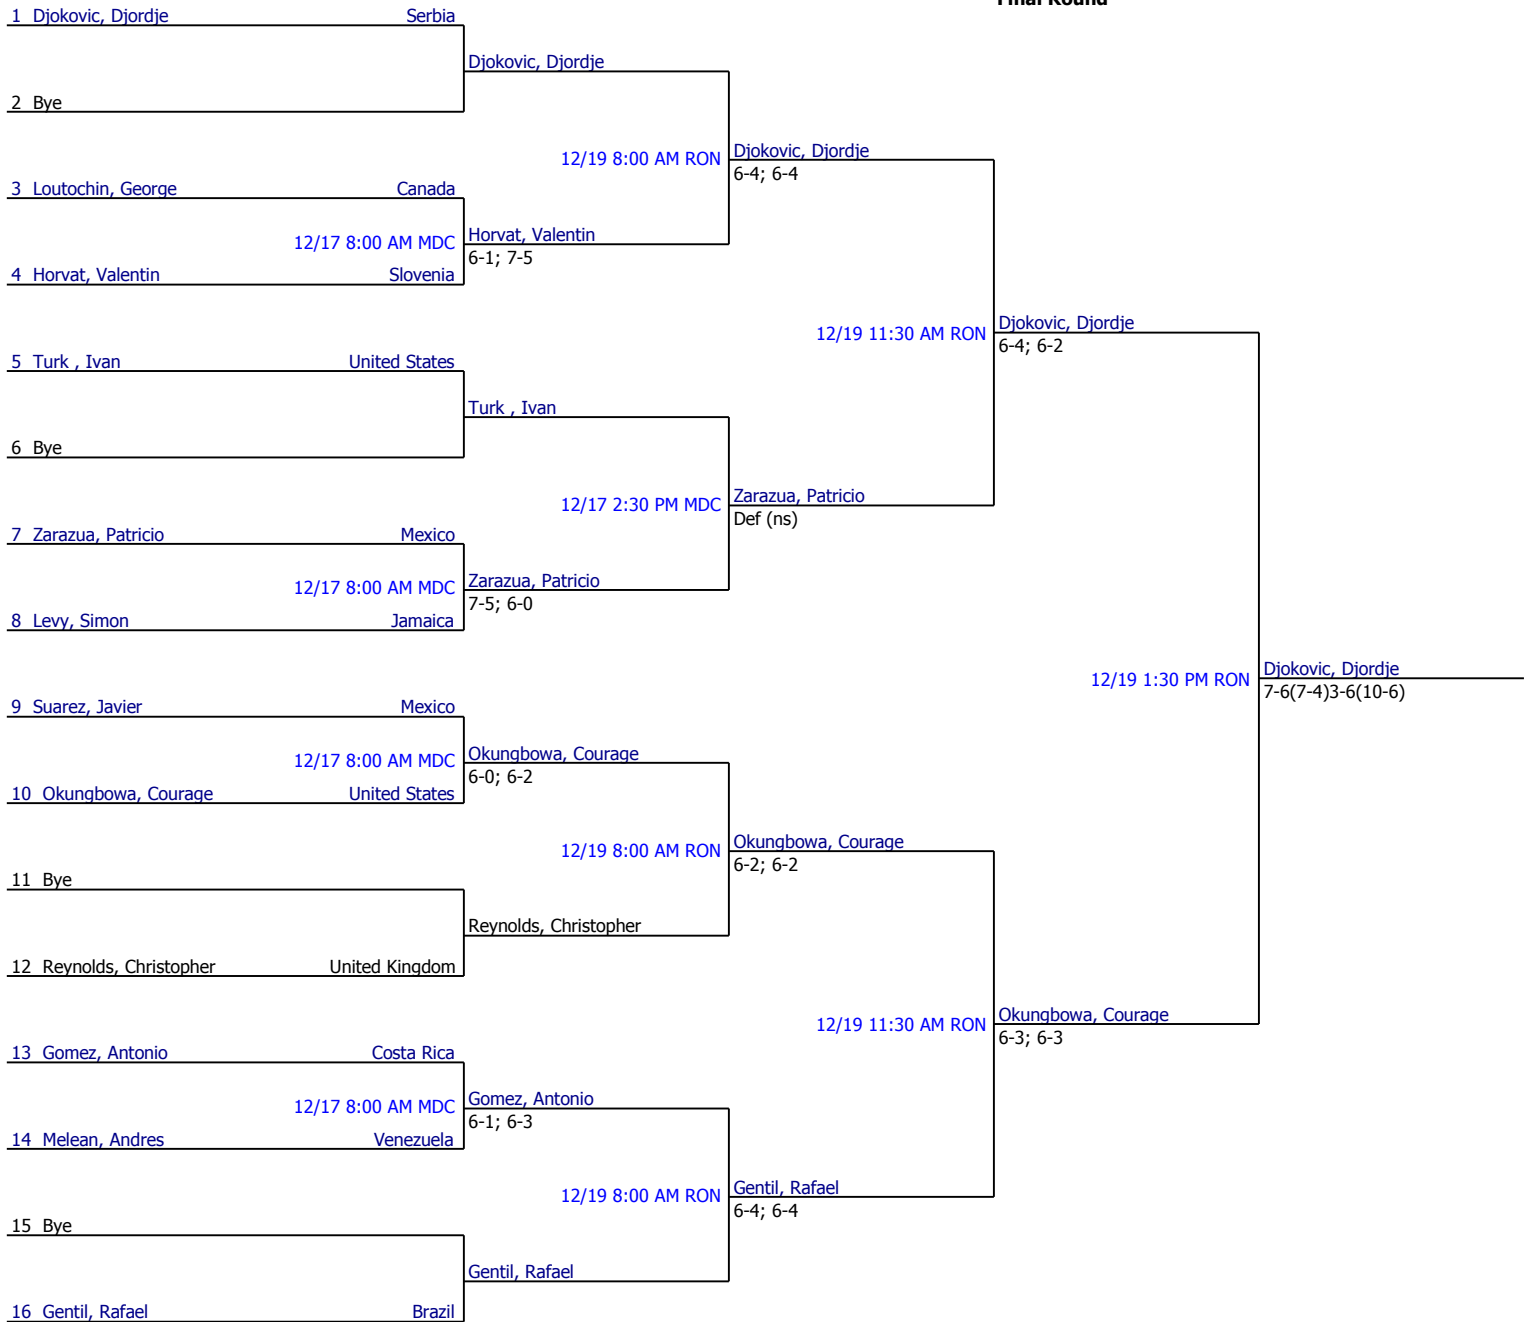 Final Round
1 Djokovic, Djordje Serbia
Djokovic, Djordje
2 Bye
12/19 8:00 AM RON Djokovic, Djordje
6-4; 6-4
3 Loutochin, George Canada
12/17 8:00 AM MDC Horvat, Valentin
6-1; 7-5
4 Horvat, Valentin Slovenia
12/19 11:30 AM RON Djokovic, Djordje
6-4; 6-2
5 Turk , Ivan United States
Turk , Ivan
6 Bye
12/17 2:30 PM MDC Zarazua, Patricio
Def (ns)
7 Zarazua, Patricio Mexico
12/17 8:00 AM MDC Zarazua, Patricio
7-5; 6-0
8 Levy, Simon Jamaica
12/19 1:30 PM RON Djokovic, Djordje
7-6(7-4)3-6(10-6)
9 Suarez, Javier Mexico
12/17 8:00 AM MDC Okungbowa, Courage
6-0; 6-2
10 Okungbowa, Courage United States
12/19 8:00 AM RON Okungbowa, Courage
6-2; 6-2
11 Bye
Reynolds, Christopher
12 Reynolds, Christopher United Kingdom
12/19 11:30 AM RON Okungbowa, Courage
6-3; 6-3
13 Gomez, Antonio Costa Rica
12/17 8:00 AM MDC Gomez, Antonio
6-1; 6-3
14 Melean, Andres Venezuela
12/19 8:00 AM RON Gentil, Rafael
6-4; 6-4
15 Bye
Gentil, Rafael
16 Gentil, Rafael Brazil